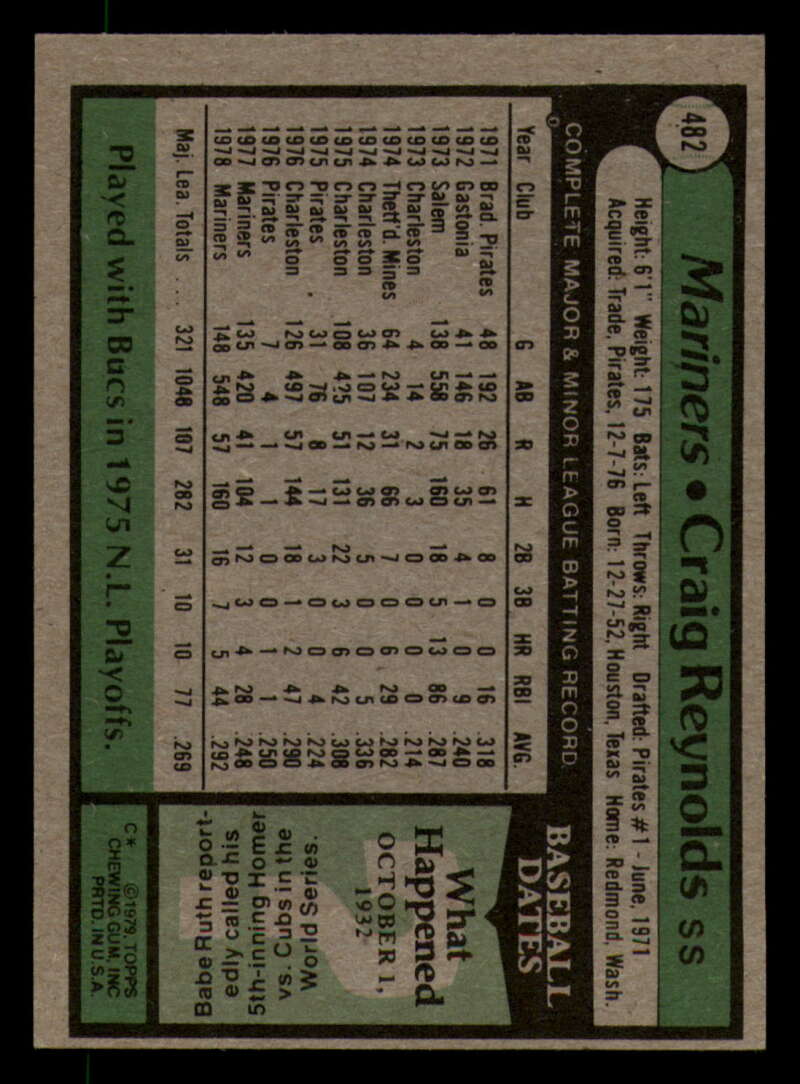 482
Mariners • Craig Reynolds SS
Height: 6'1" Weight: 175 Bats: Left Throws: Right Drafted: Pirates #1 - June, 1971
Acquired: Trade, Pirates, 12-7-76 Born: 12-27-52, Houston, Texas Home: Redmond, Wash.
COMPLETE MAJOR & MINOR LEAGUE BATTING RECORD
Year Club G AB R H 2B 3B HR RBI AVG.
1971 Brad. Pirates 48 192 26 61 8 0 0 16 .318
1972 Gastonia 41 146 18 35 4 1 0 9 .240
1973 Salem 138 558 75 160 18 5 13 86 .287
1973 Charleston 4 14 2 3 0 0 0 0 .214
1974 Thetf'd. Mines 64 234 31 66 7 0 6 29 .282
1974 Charleston 36 107 12 36 5 0 0 5 .336
1975 Charleston 108 425 51 131 22 3 6 42 .308
1975 Pirates 31 76 8 17 3 0 0 4 .224
1976 Charleston 126 497 57 144 18 1 2 47 .290
1976 Pirates 7 4 1 1 0 0 1 1 .250
1977 Mariners 135 420 41 104 12 3 4 28 .248
1978 Mariners 148 548 57 160 16 7 5 44 .292
Maj. Lea. Totals .... 321 1048 107 282 31 10 10 77 .269
Played with Bucs in 1975 N.L. Playoffs.
BASEBALL
DATES
What
Happened
OCTOBER 1,
1932
Babe Ruth report-
edly called his
5th-inning Homer
vs. Cubs in the
World Series.
C* ©1979, TOPPS
CHEWING GUM, INC
PRTD. IN U.S.A.